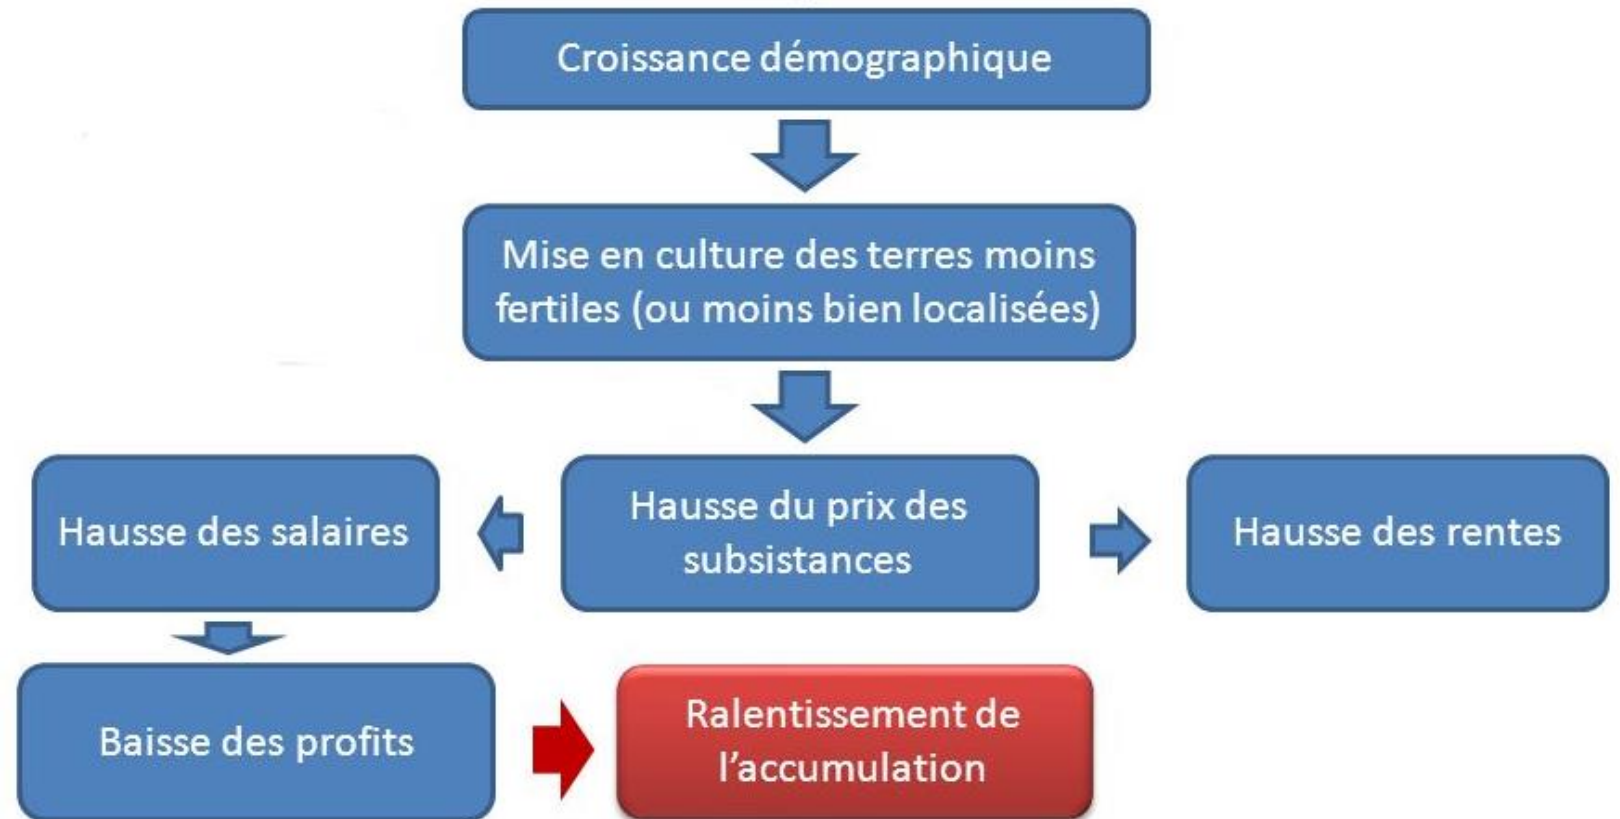 Croissance démographique
Mise en culture des terres moins
fertiles (ou moins bien localisées)
Hausse des salaires
Hausse du prix des
subsistances
Hausse des rentes
Baisse des profits
Ralentissement de
l’accumulation